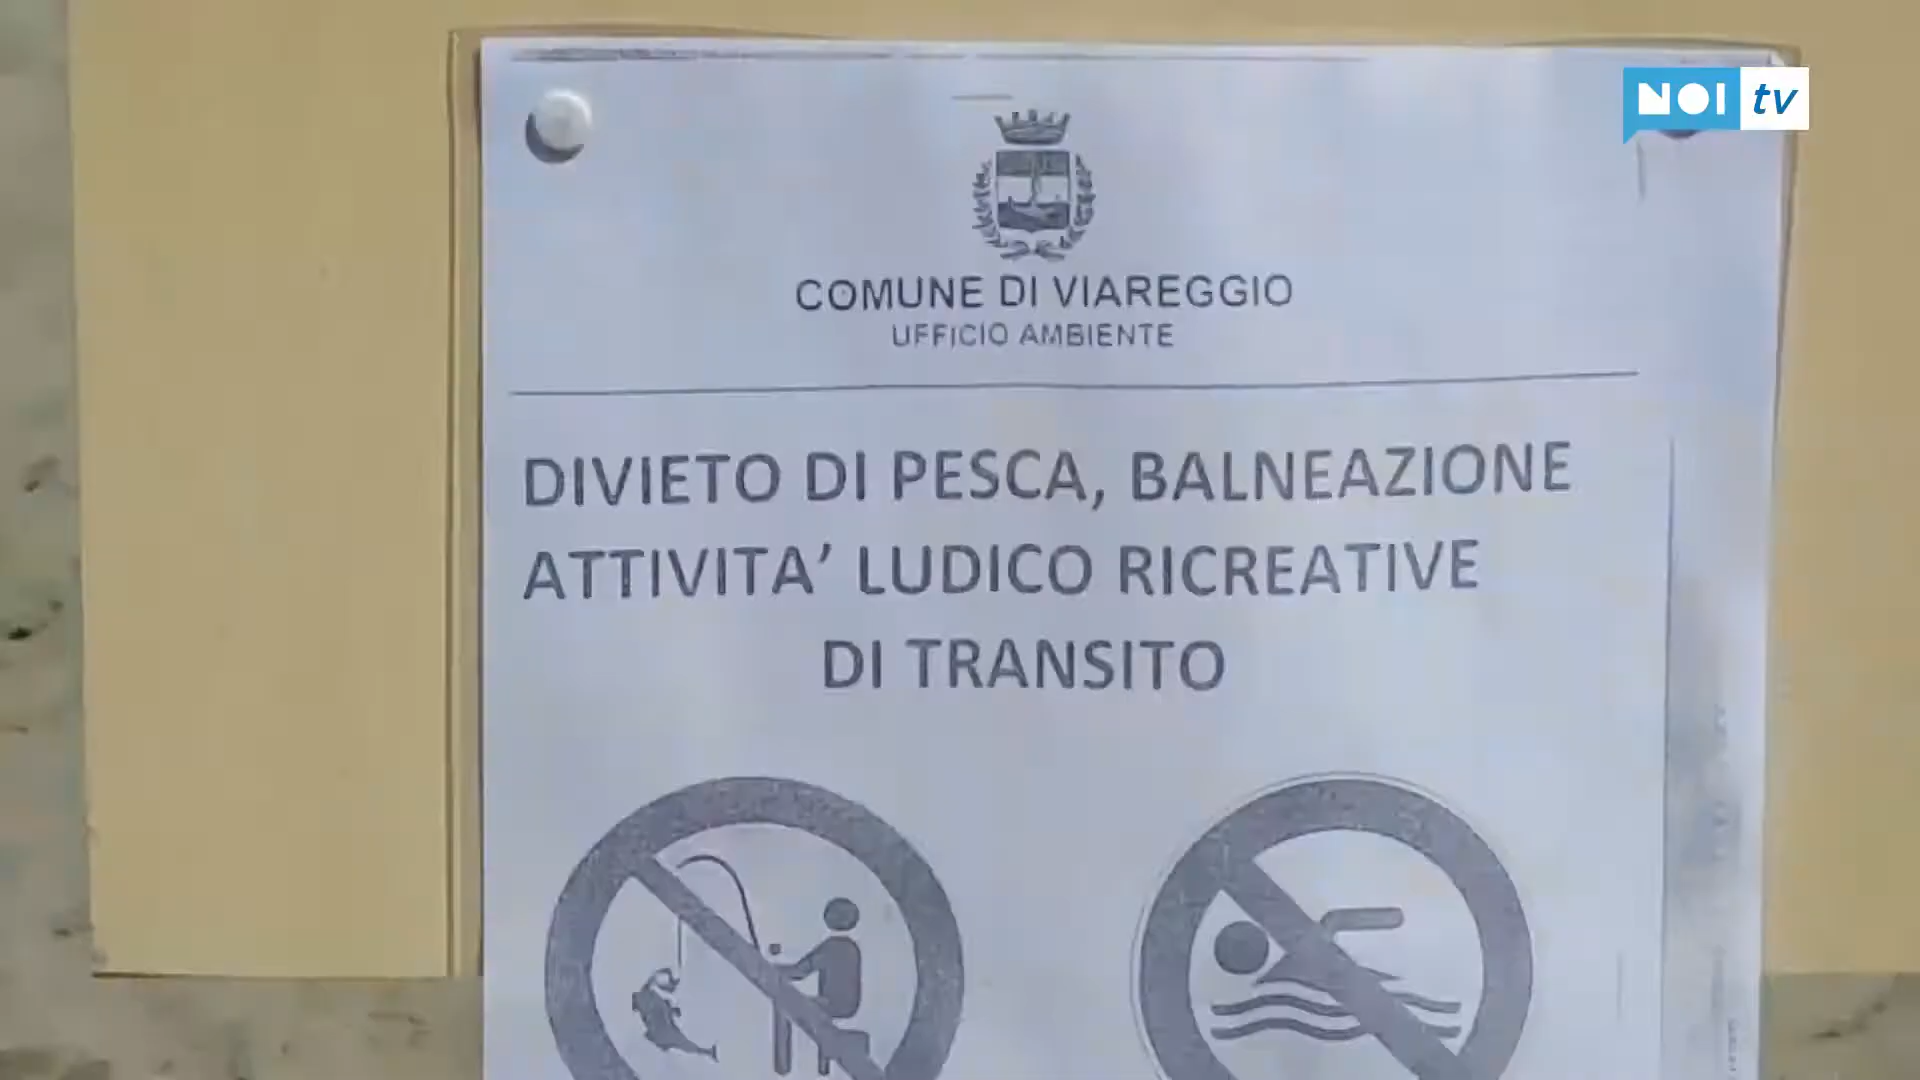 NOI tv
COMUNE DI VIAREGGIO
UFFICIO AMBIENTE
DIVIETO DI PESCA, BALNEAZIONE
ATTIVITA’ LUDICO RICREATIVE
DI TRANSITO